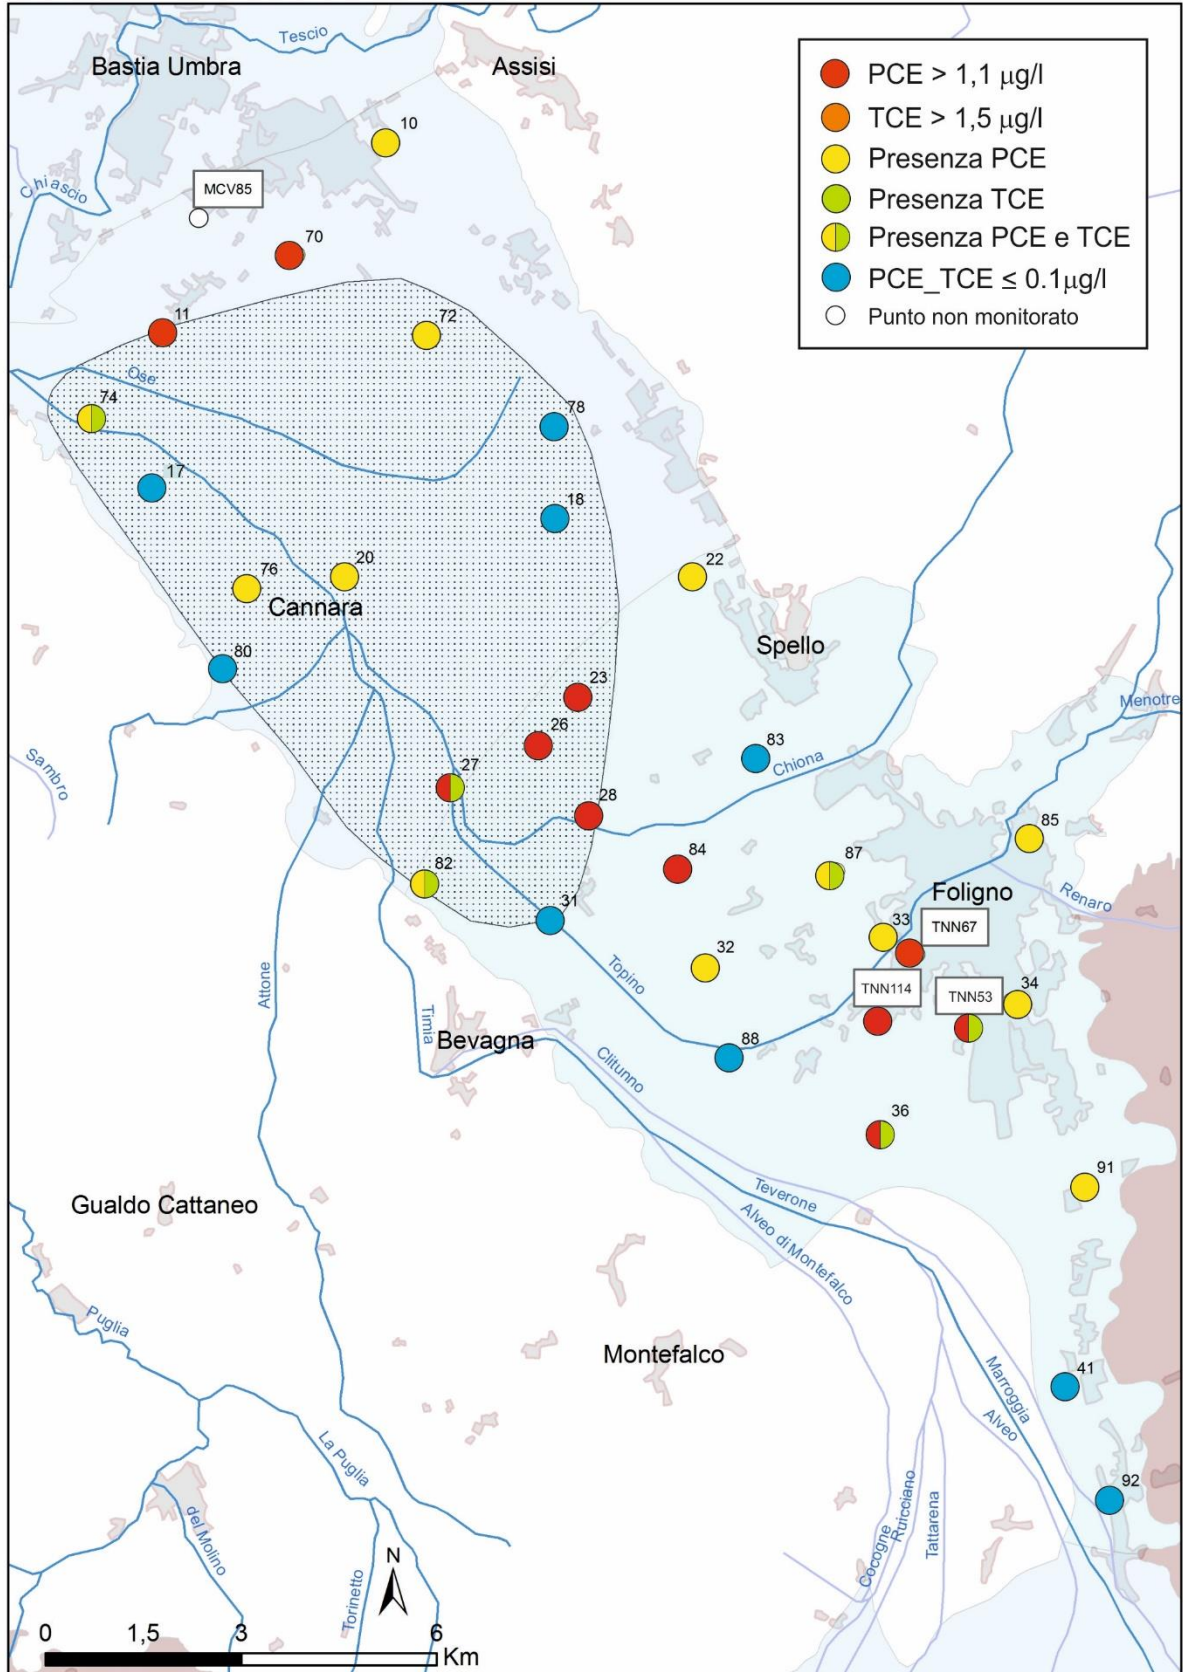 Tescio
Bastia Umbra
Assisi
PCE > 1,1 µg/l
TCE > 1,5 µg/l
Presenza PCE
Presenza TCE
Presenza PCE e TCE
PCE_TCE ≤ 0.1µg/l
Punto non monitorato
10
Chiascio
MCV85
70
11
72
Ose
74
78
17
18
20
22
76
Cannara
Spello
80
23
Menotre
26
83
Sambro
Chiona
27
28
85
84
87
82
Foligno
Renaro
31
33
TNN67
32
Attone
Topino
TNN114
TNN53
34
Timia
Bevagna
88
Clitunno
36
91
Gualdo Cattaneo
Teverone
Alveo di Montefalco
Puglia
Montefalco
41
Marroggia
Alveo
La Puglia
92
del Molino
Ruicciano
Cocogne
Tattarena
N
Torinetto
0 1,5 3 6
Km